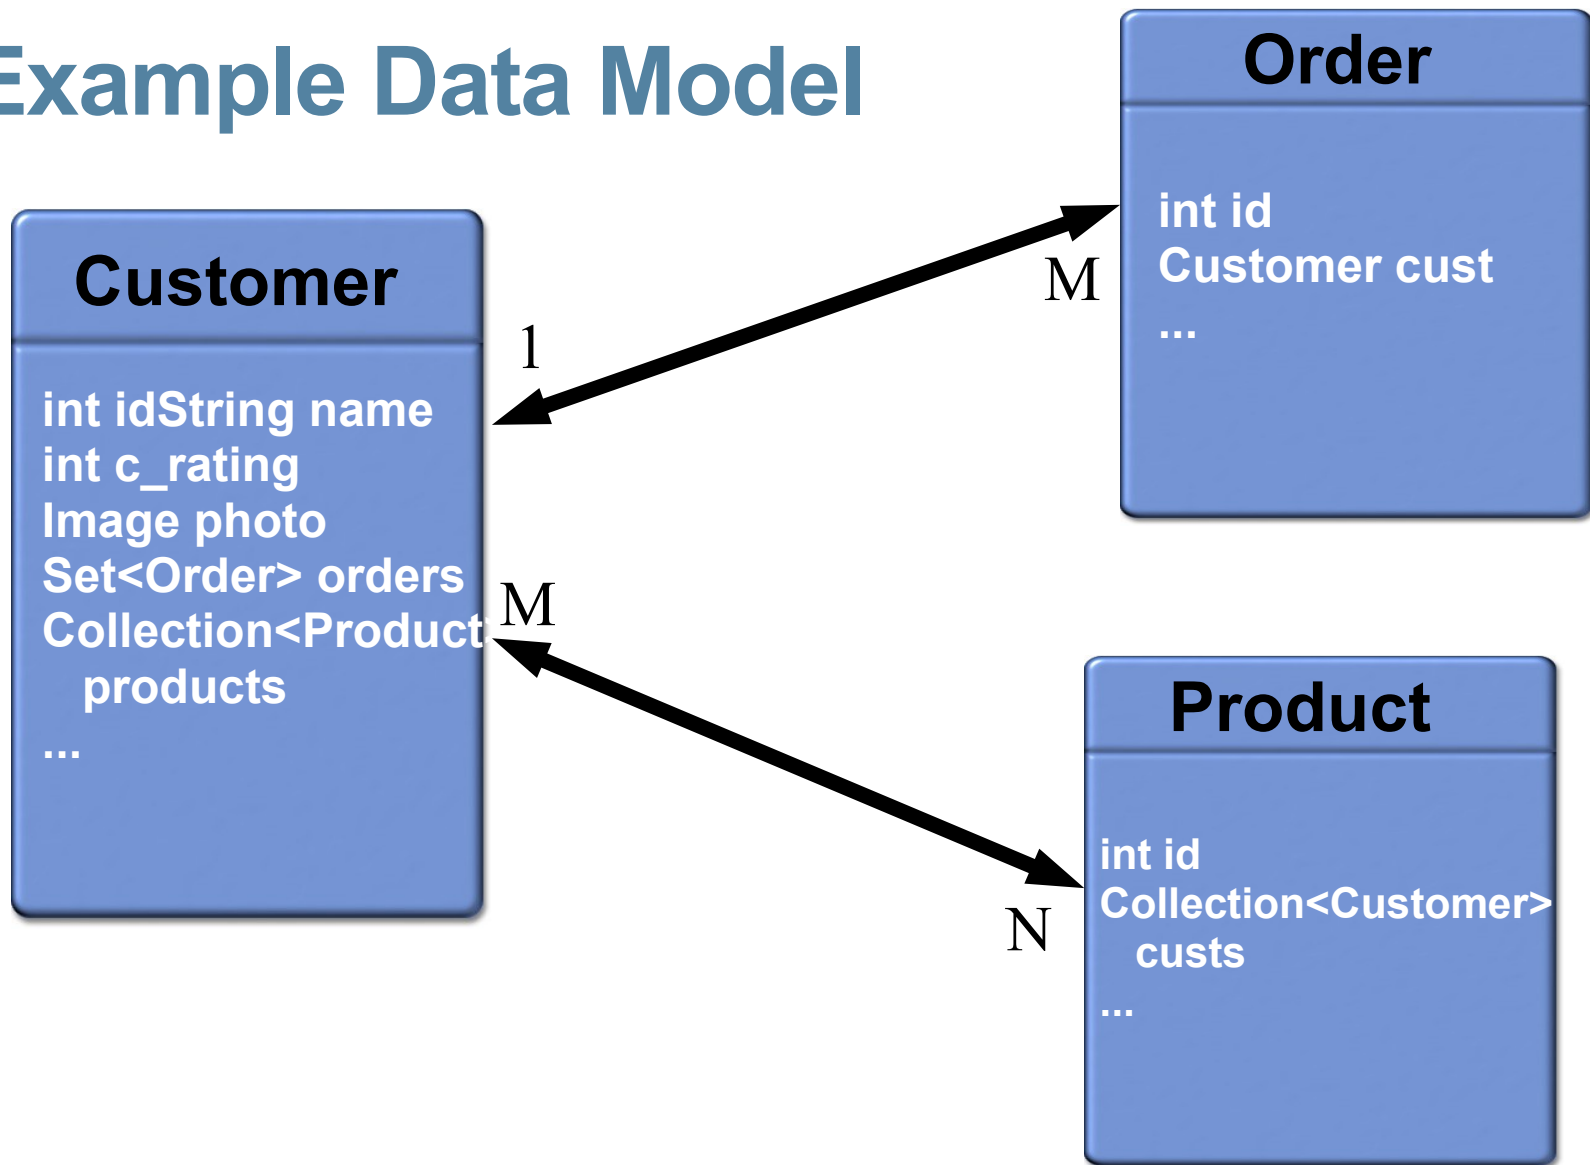 Example Data Model
Order
int id
Customer cust
...
Customer
int idString name
int c_rating
Image photo
Set<Order> orders
Collection<Product>
products
...
1
M
M
N
Product
int id
Collection<Customer>
custs
...